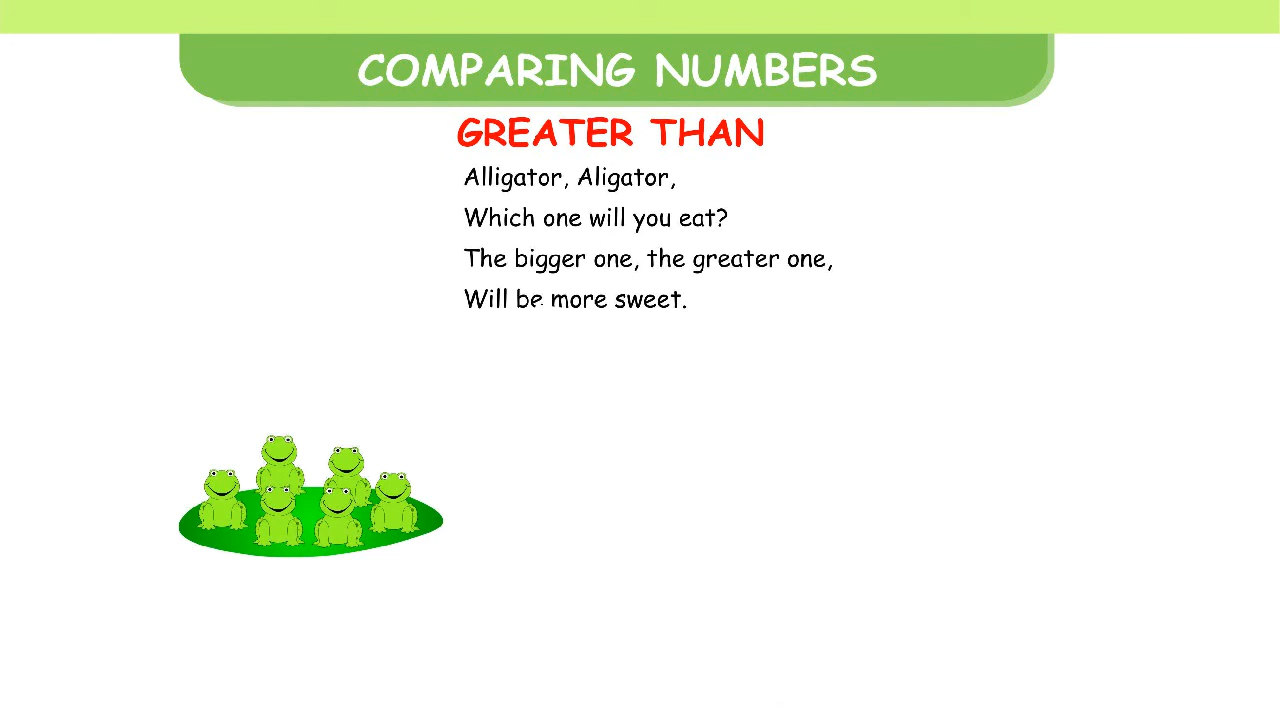 COMPARING NUMBERS
GREATER THAN
Alligator, Aligator,
Which one will you eat?
The bigger one, the greater one,
Will be more sweet.